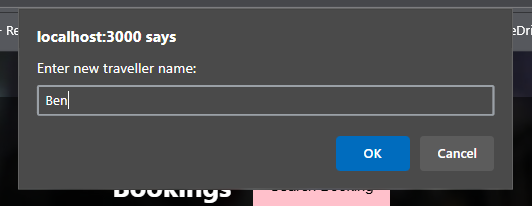 localhost:3000 says
Enter new traveller name:
Ben
OK
Cancel
Bookings